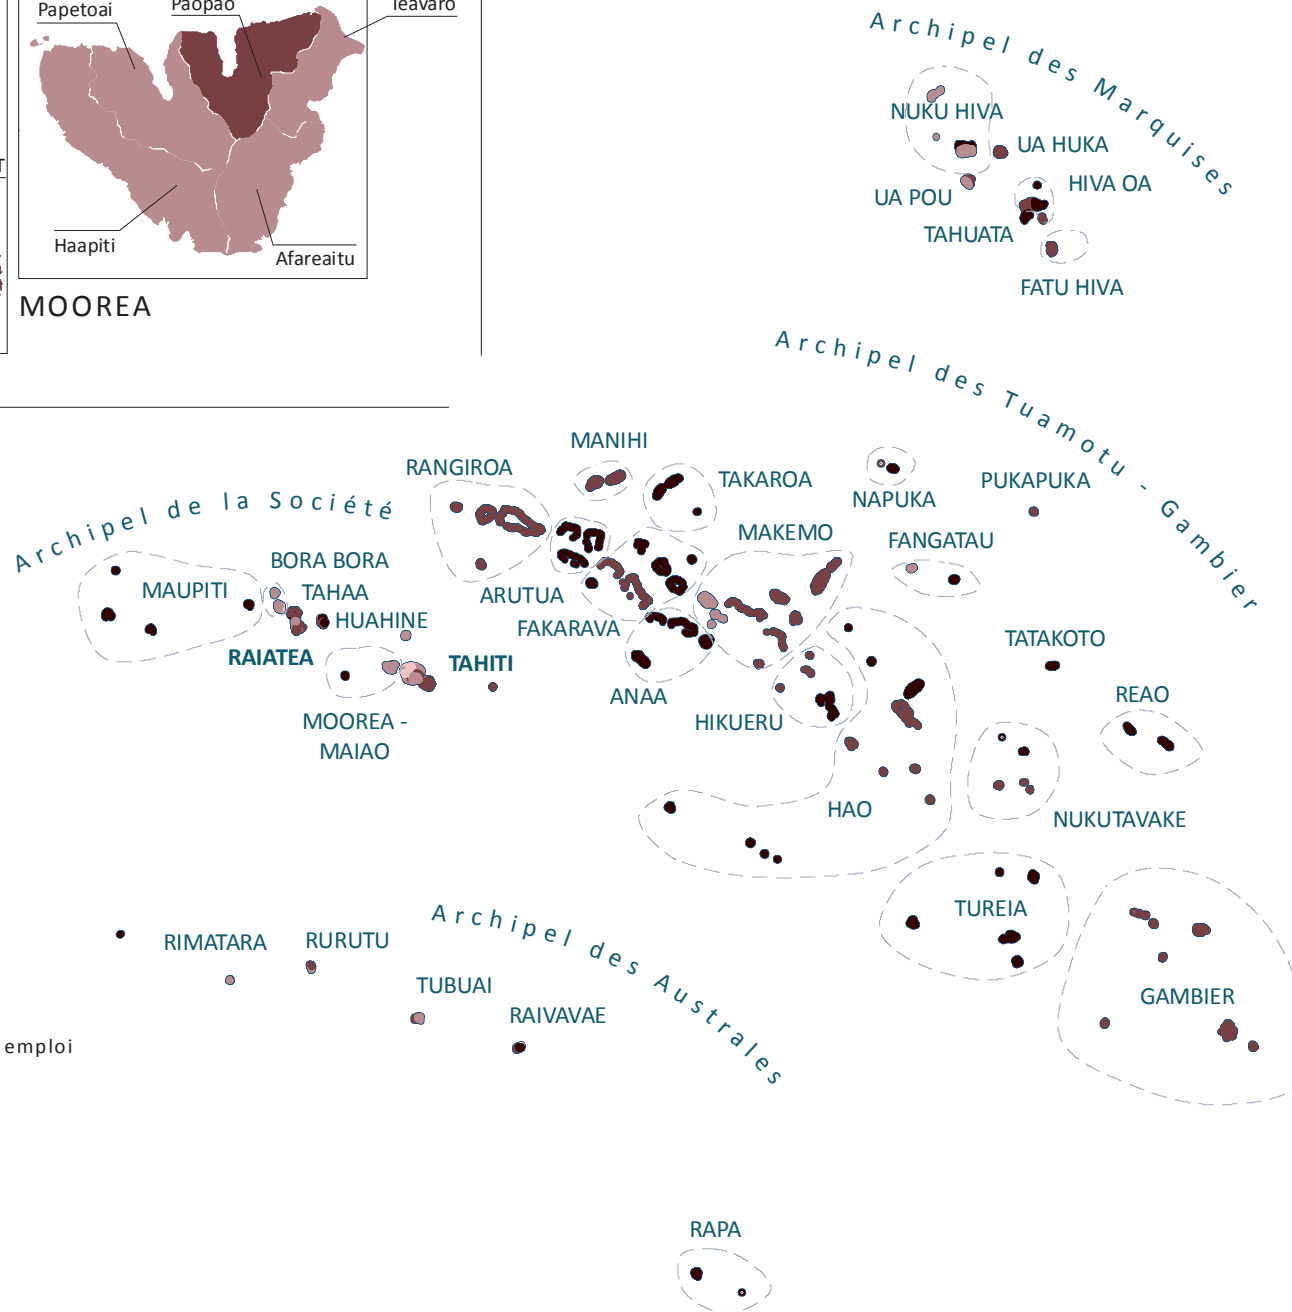 Papetoai
Paopao
Teavaro
Haapiti
Afareaitu
MOOREA
Archipel des Marquises
NUKU HIVA
UA HUKA
HIVA OA
UA POU
TAHUATA
FATU HIVA
Archipel des Tuamotu - Gambier
MANIHI
RANGIROA
TAKAROA
NAPUKA
PUKAPUKA
MAKEMO
FANGATAU
Archipel de la Société
BORA BORA
MAUPITI
TAHAA
ARUTUA
HUAHINE
FAKARAVA
TATAKOTO
RAIATEA
TAHITI
ANAA
REAO
MOOREA -
MAIAO
HIKUERU
HAO
NUKUTAVAKE
TUREIA
Archipel des Australes
RIMATARA
RURUTU
TUBUAI
RAIVAVAE
GAMBIER
emploi
RAPA